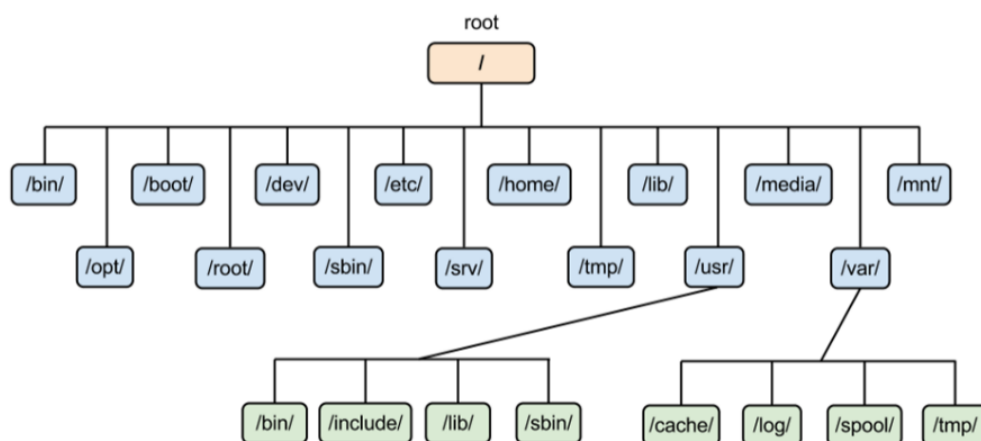 root
/
/bin/ /boot/ /dev/ /etc/ /home/ /lib/ /media/ /mnt/
/opt/ /root/ /sbin/ /srv/ /tmp/ /usr/ /var/
/bin/ /include/ /lib/ /sbin/ /cache/ /log/ /spool/ /tmp/